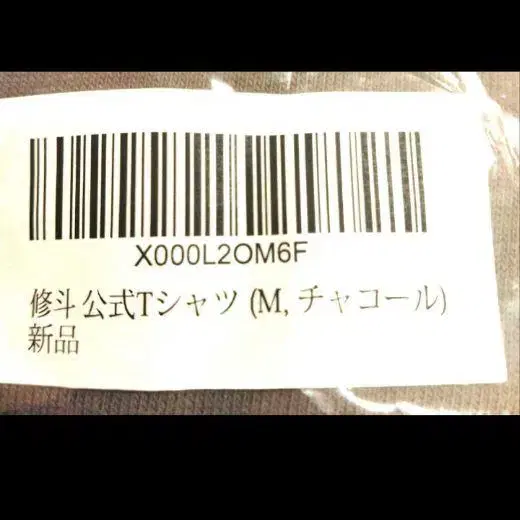 X000L2OM6F
修斗 公式Tシャツ (M, チャコール)
新品